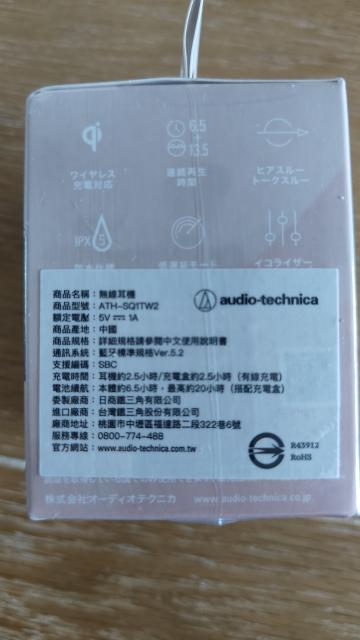 6.5
+
13.5
ワイヤレス
充電対応
連続再生
時間
ヒアスルー
トークスルー
IPX 5
低遅延モード
イコライザー
audio-technica
商品名稱：無線耳機
商品型號：ATH-SQ1TW2
額定電壓：5V⎓1A
商品產地：中國
商品規格：詳細規格請參閱中文使用說明書
通訊系統：藍牙標準規格Ver.5.2
支援編碼：SBC
充電時間：耳機約2.5小時/充電盒約2.5小時（有線充電）
電池續航：本體約6.5小時，最高約20小時（搭配充電盒）
委製廠商：日商鐵三角有限公司
進口廠商：台灣鐵三角股份有限公司
廠商地址：桃園市中壢區福達路二段322巷6號
服務專線：0800-774-488
官方網站：www.audio-technica.com.tw
R43912
RoHS
株式会社オーディオテクニカ www.audio-technica.co.jp